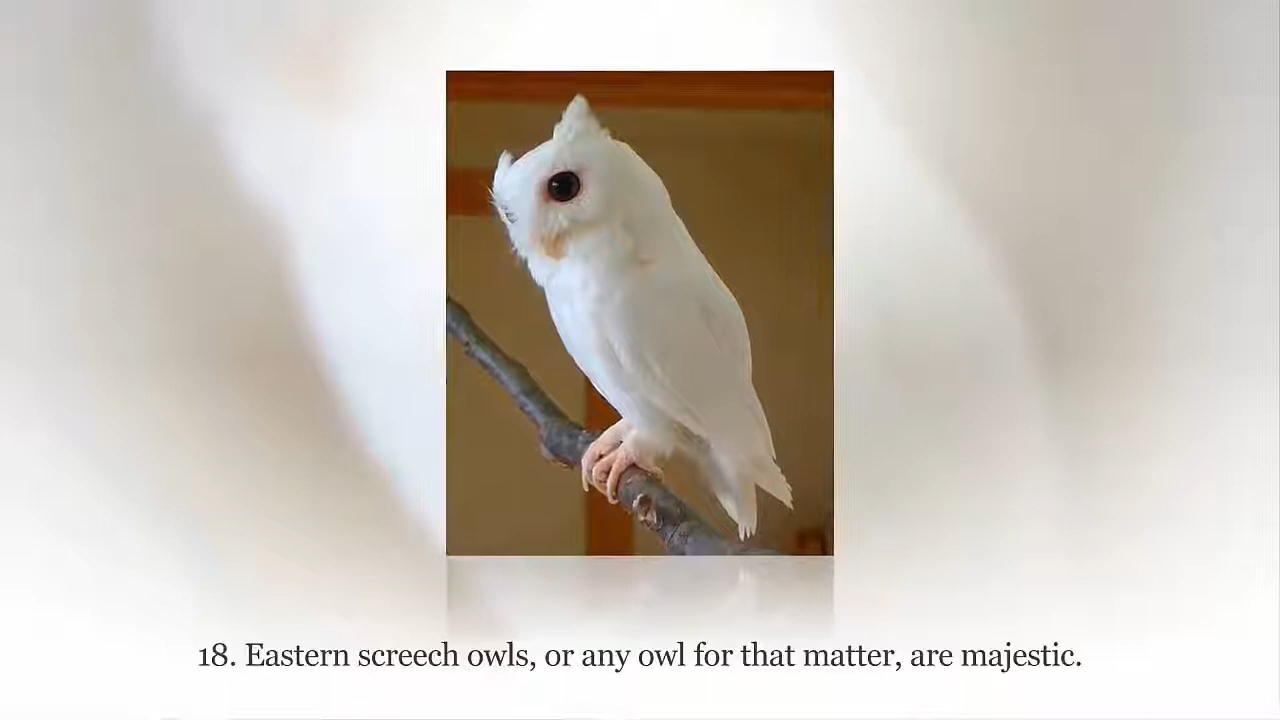 18. Eastern screech owls, or any owl for that matter, are majestic.